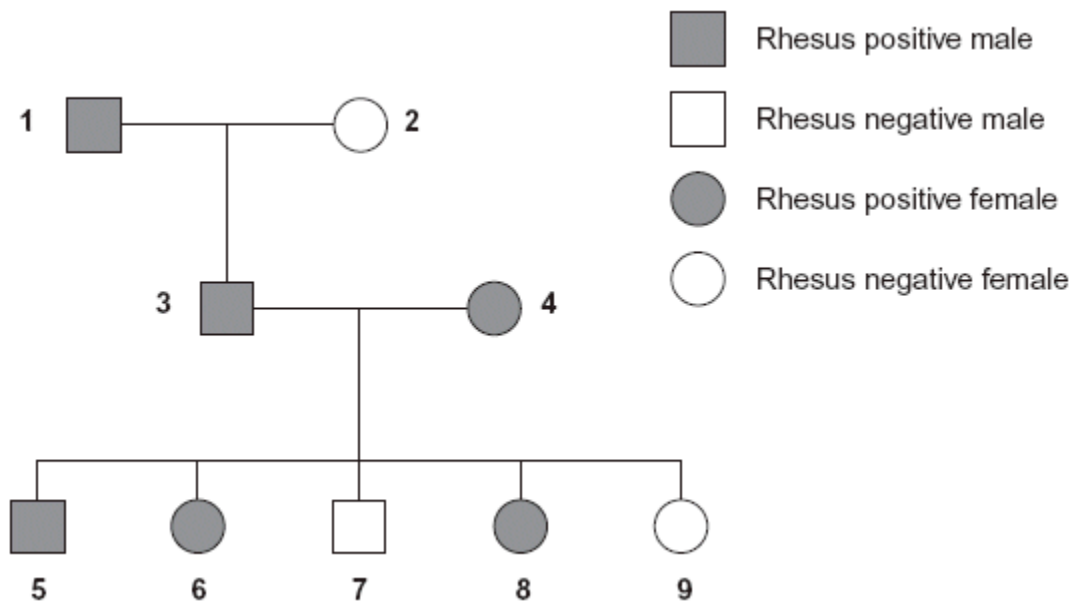 Rhesus positive male
1
2
Rhesus negative male
Rhesus positive female
Rhesus negative female
3
4
5 6 7 8 9